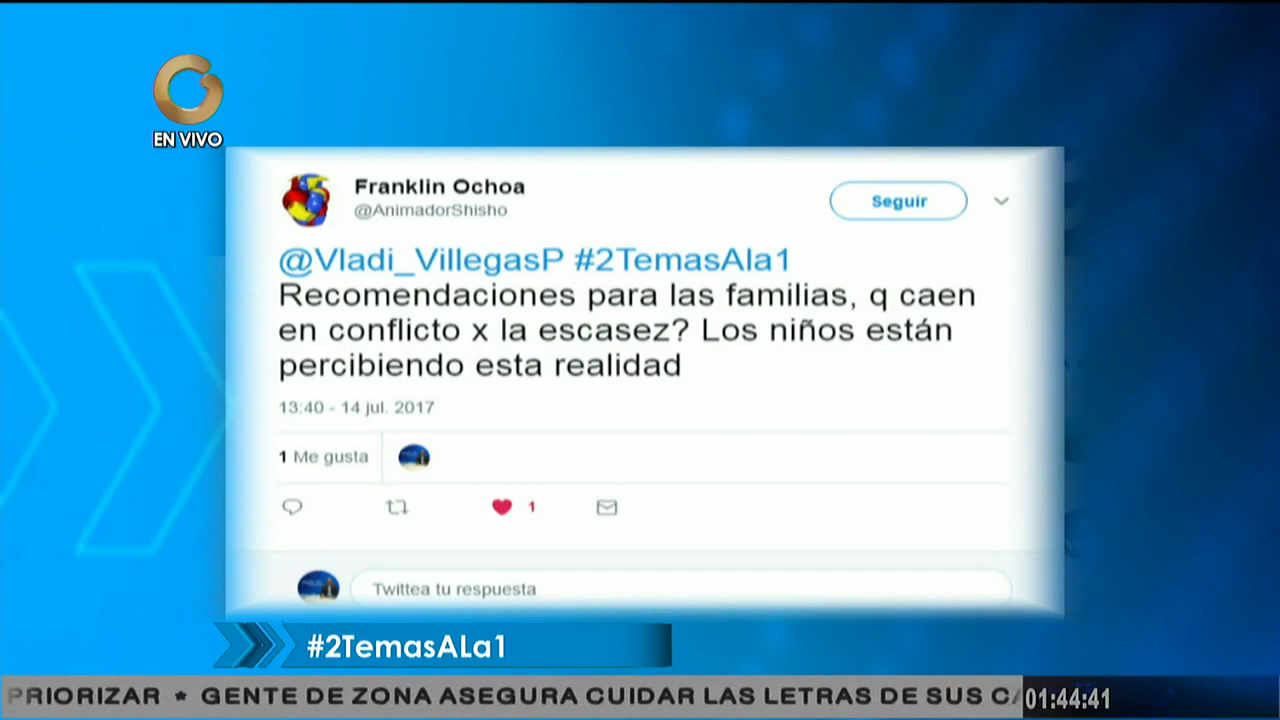 EN VIVO
Franklin Ochoa
@AnimadorShisho
Seguir
@Vladi_VillegasP #2TemasAla1
Recomendaciones para las familias, q caen
en conflicto x la escasez? Los niños están
percibiendo esta realidad
13:40 - 14 jul. 2017
1 Me gusta
1
Twittea tu respuesta
#2TemasALa1
PRIORIZAR * GENTE DE ZONA ASEGURA CUIDAR LAS LETRAS DE SUS
01:44:41